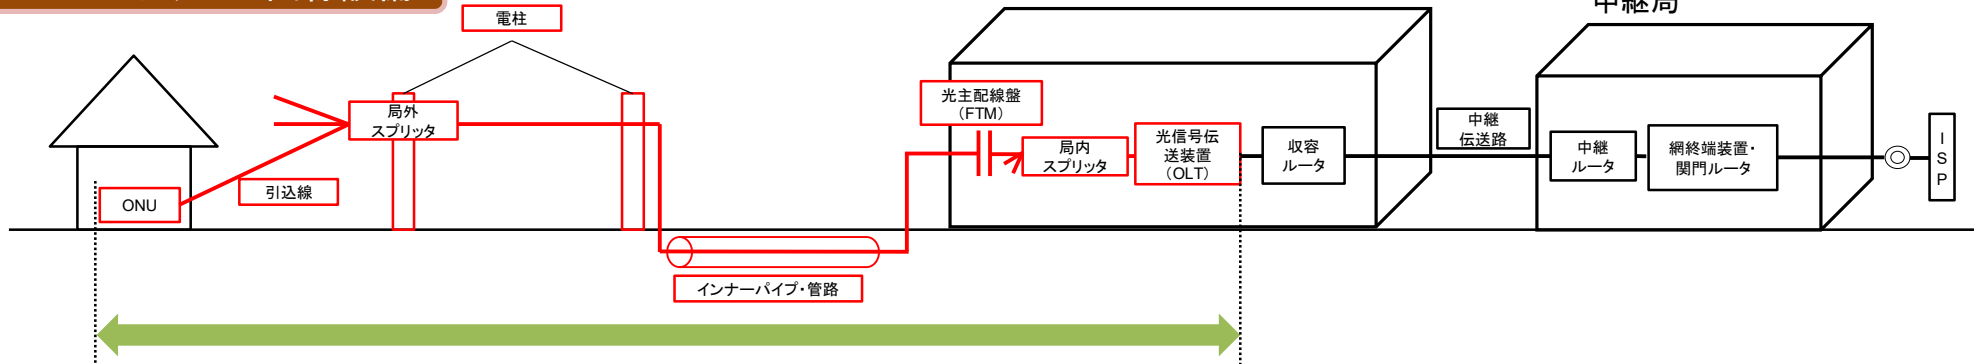 電柱
中継局
局外
スプリッタ
光主配線盤
(FTM)
局内
スプリッタ
光信号伝
送装置
(OLT)
収容
ルータ
中継
伝送路
中継
ルータ
網終端装置・
関門ルータ
I
S
P
引込線
ONU
インナーパイプ・管路